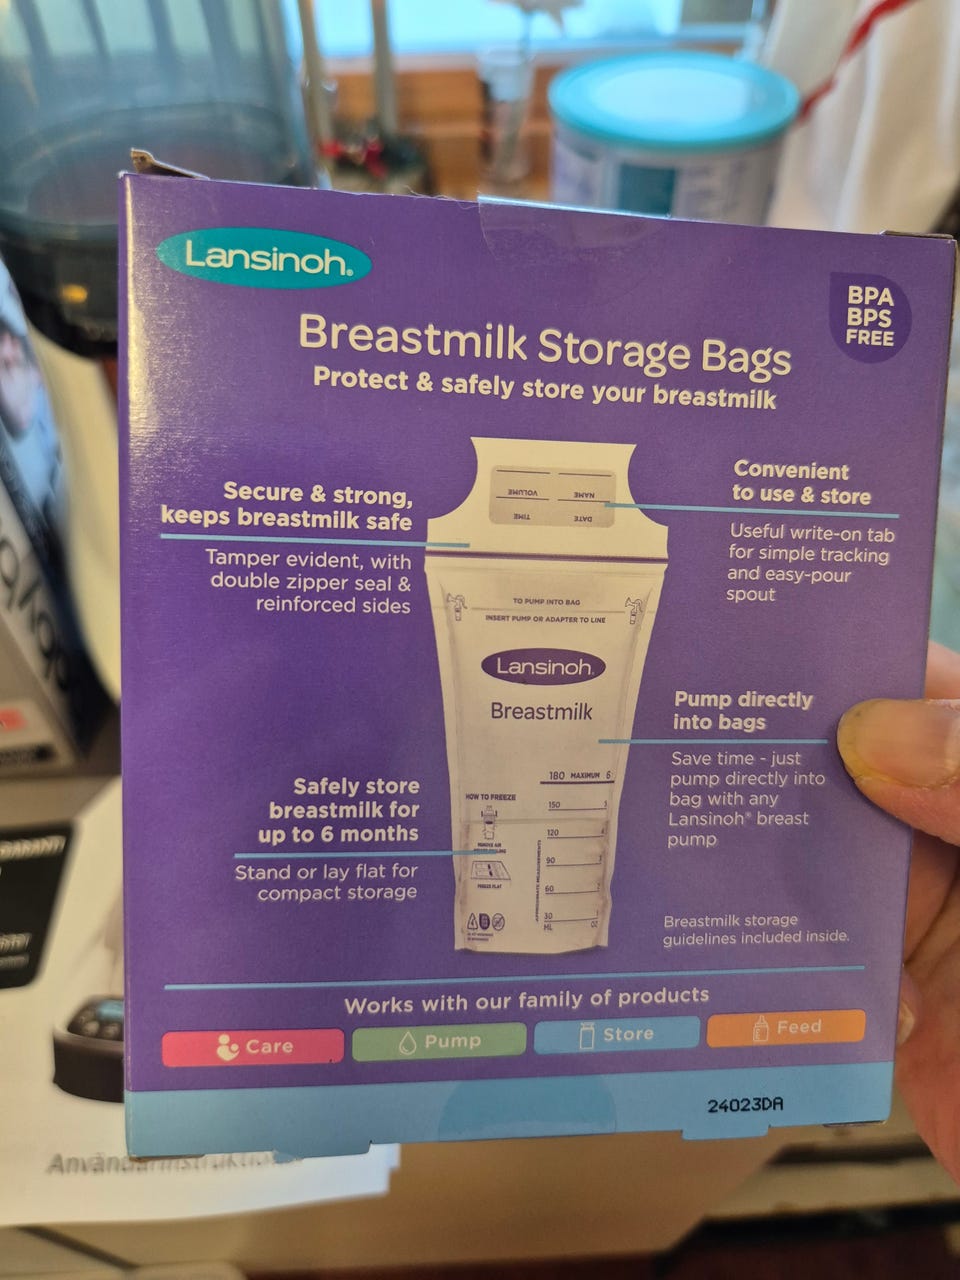 Lansinoh®
BPA
BPS
FREE
Breastmilk Storage Bags
Protect & safely store your breastmilk
Secure & strong,
keeps breastmilk safe
Tamper evident, with
double zipper seal &
reinforced sides
Convenient
to use & store
Useful write-on tab
for simple tracking
and easy-pour
spout
VOLUME
NAME
TIME
DATE
TO PUMP INTO BAG
INSERT PUMP OR ADAPTER TO LINE
Lansinoh®
Breastmilk
Pump directly
into bags
Save time - just
pump directly into
bag with any
Lansinoh® breast
pump
Safely store
breastmilk for
up to 6 months
Stand or lay flat for
compact storage
180 MAXIMUM 6
HOW TO FREEZE
150 5
120 4
90
60
30
ML OZ
APPROXIMATE MEASUREMENTS
FREEZE FLAT
Breastmilk storage
guidelines included inside.
Works with our family of products
Care
Pump
Store
Feed
24023DA
Användarinstruktion